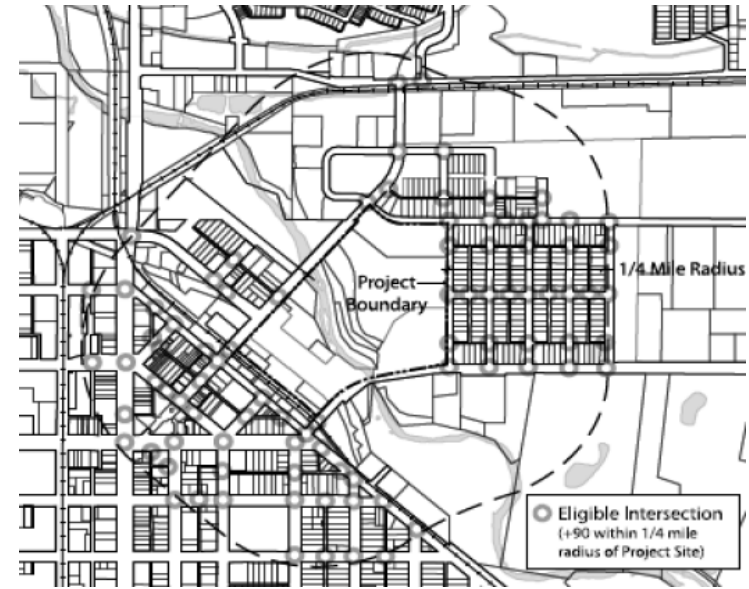 Project
Boundary
1/4 Mile Radius
Eligible Intersection
(+90 within 1/4 mile
radius of Project Site)